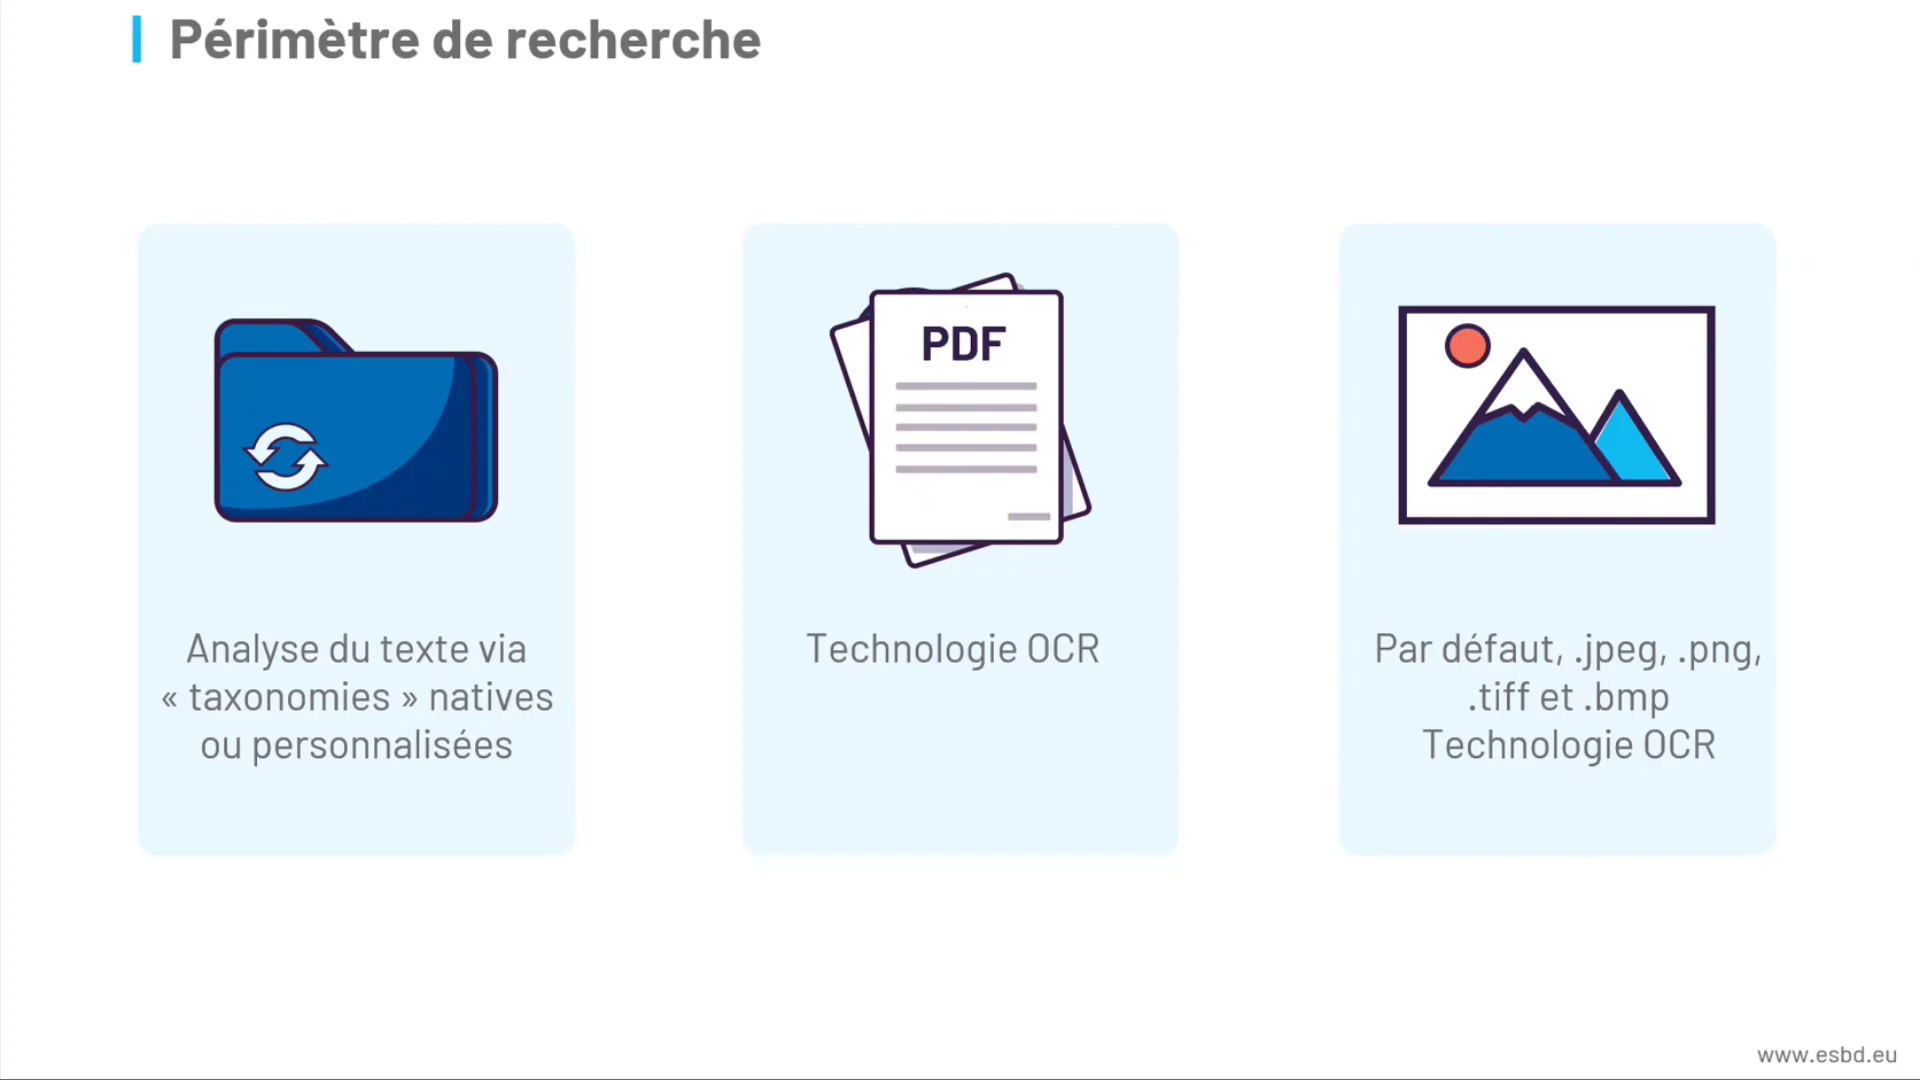 Périmètre de recherche
PDF
Analyse du texte via
« taxonomies » natives
ou personnalisées
Technologie OCR
Par défaut, .jpeg, .png,
.tiff et .bmp
Technologie OCR
www.esbd.eu